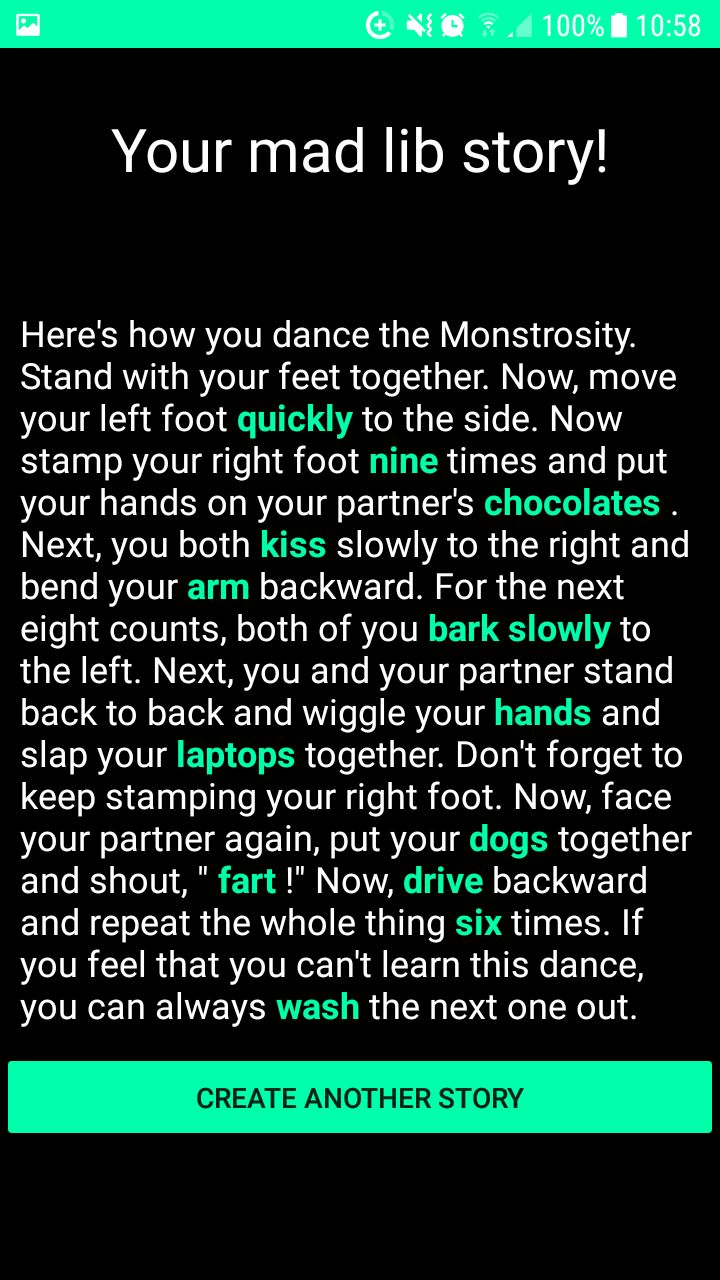 100% 10:58
Your mad lib story!
Here's how you dance the Monstrosity.
Stand with your feet together. Now, move
your left foot quickly to the side. Now
stamp your right foot nine times and put
your hands on your partner's chocolates .
Next, you both kiss slowly to the right and
bend your arm backward. For the next
eight counts, both of you bark slowly to
the left. Next, you and your partner stand
back to back and wiggle your hands and
slap your laptops together. Don't forget to
keep stamping your right foot. Now, face
your partner again, put your dogs together
and shout, " fart !" Now, drive backward
and repeat the whole thing six times. If
you feel that you can't learn this dance,
you can always wash the next one out.
CREATE ANOTHER STORY